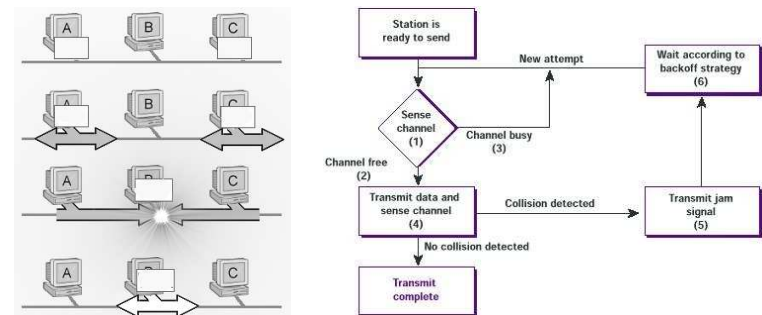 A
B
C
A
B
C
A
C
A
C
Station is
ready to send
New attempt
Wait according to
backoff strategy
(6)
Sense
channel
(1)
Channel busy
(3)
Channel free
(2)
Transmit data and
sense channel
(4)
Collision detected
Transmit jam
signal
(5)
No collision detected
Transmit
complete